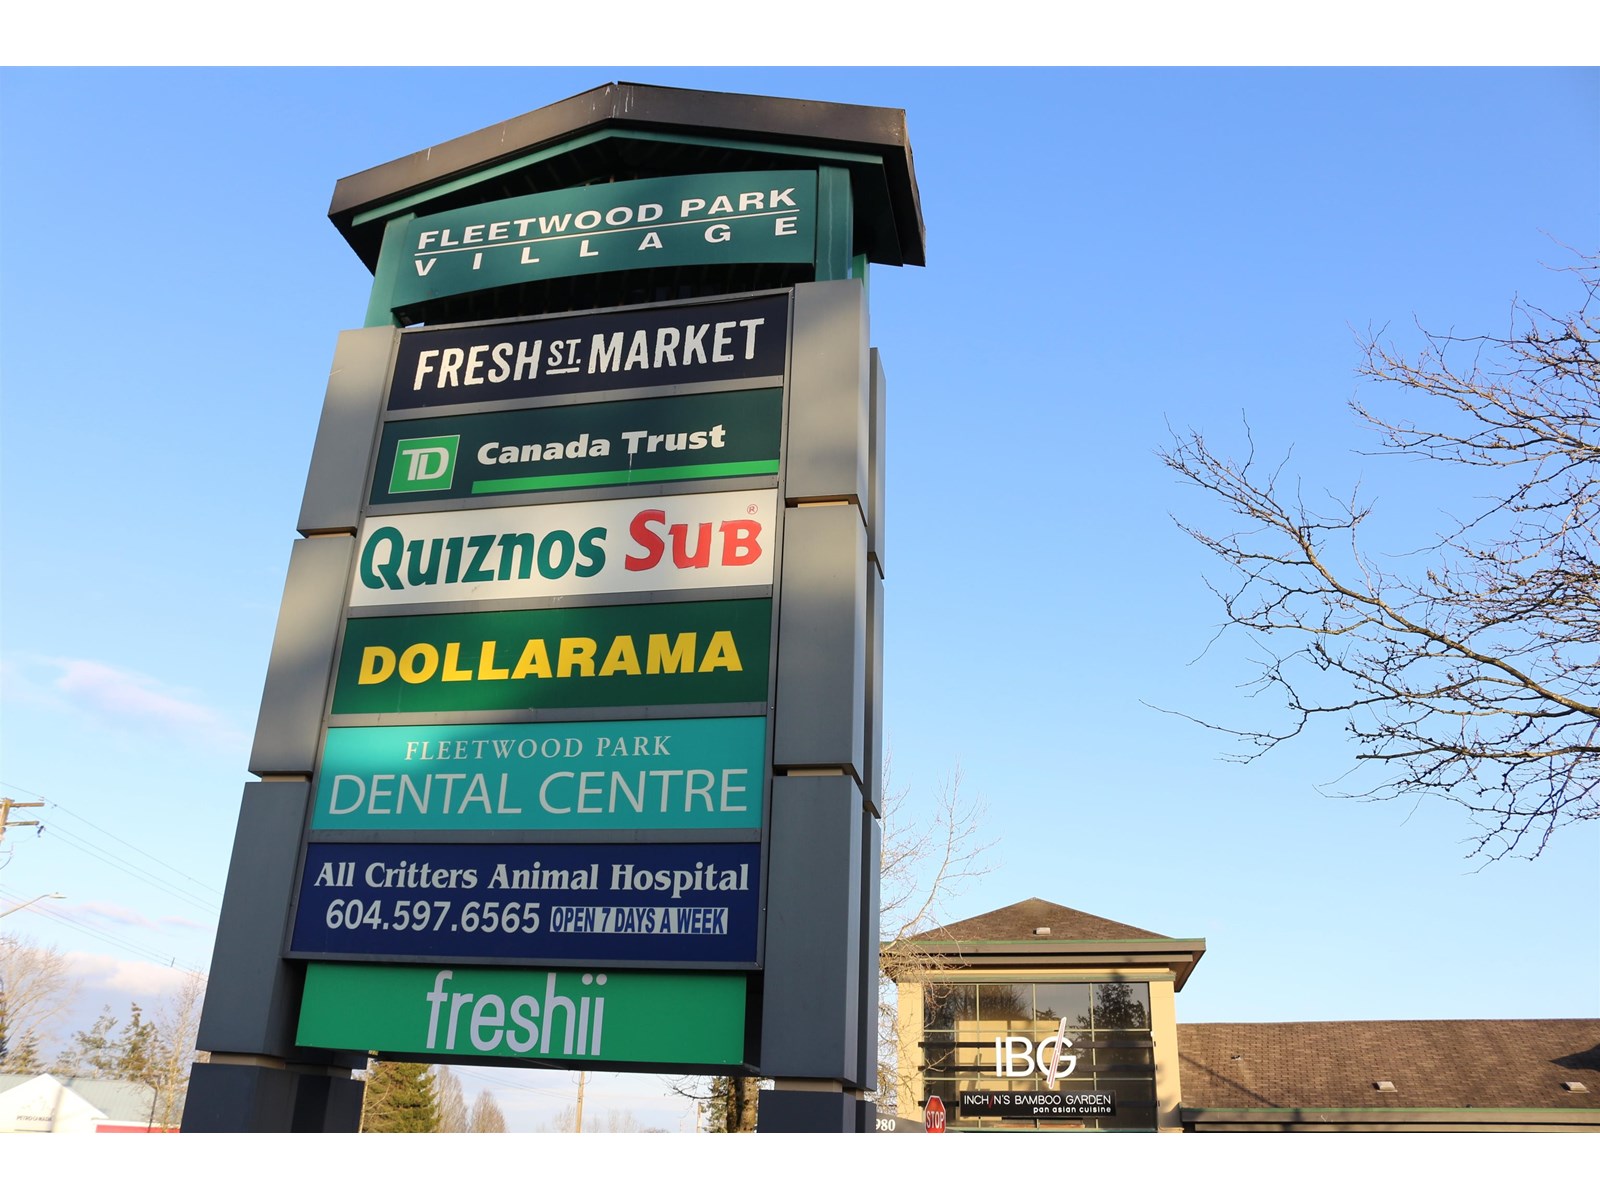 FLEETWOOD PARK
VILLAGE
FRESH ST. MARKET
TD Canada Trust
QUIZNOS SUB®
DOLLARAMA
FLEETWOOD PARK
DENTAL CENTRE
All Critters Animal Hospital
604.597.6565 OPEN 7 DAYS A WEEK
freshii
IBG
INCHIN'S BAMBOO GARDEN
pan asian cuisine
STOP
980